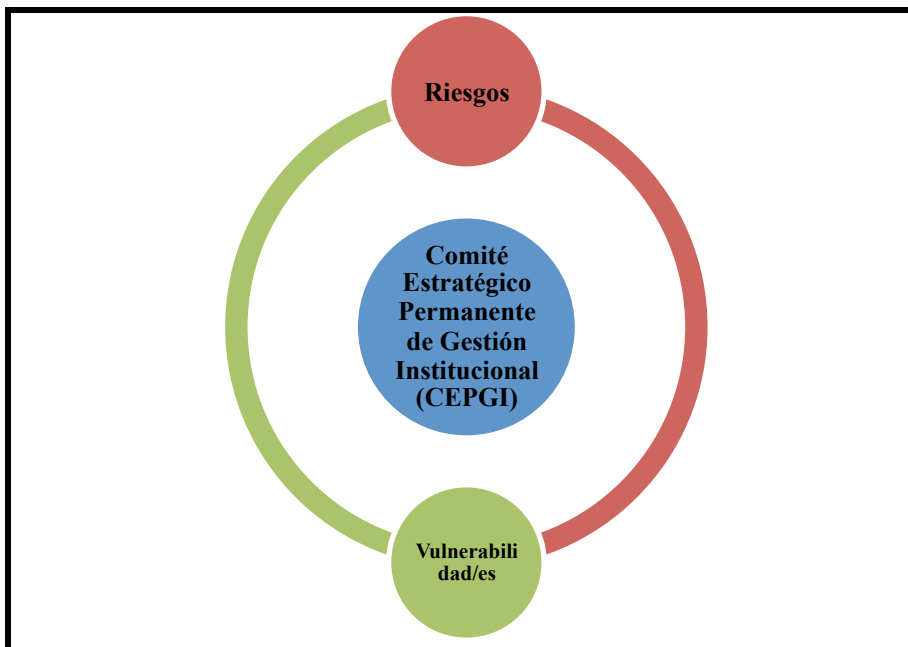 Riesgos
Comité
Estratégico
Permanente
de Gestión
Institucional
(CEPGI)
Vulnerabili
dad/es